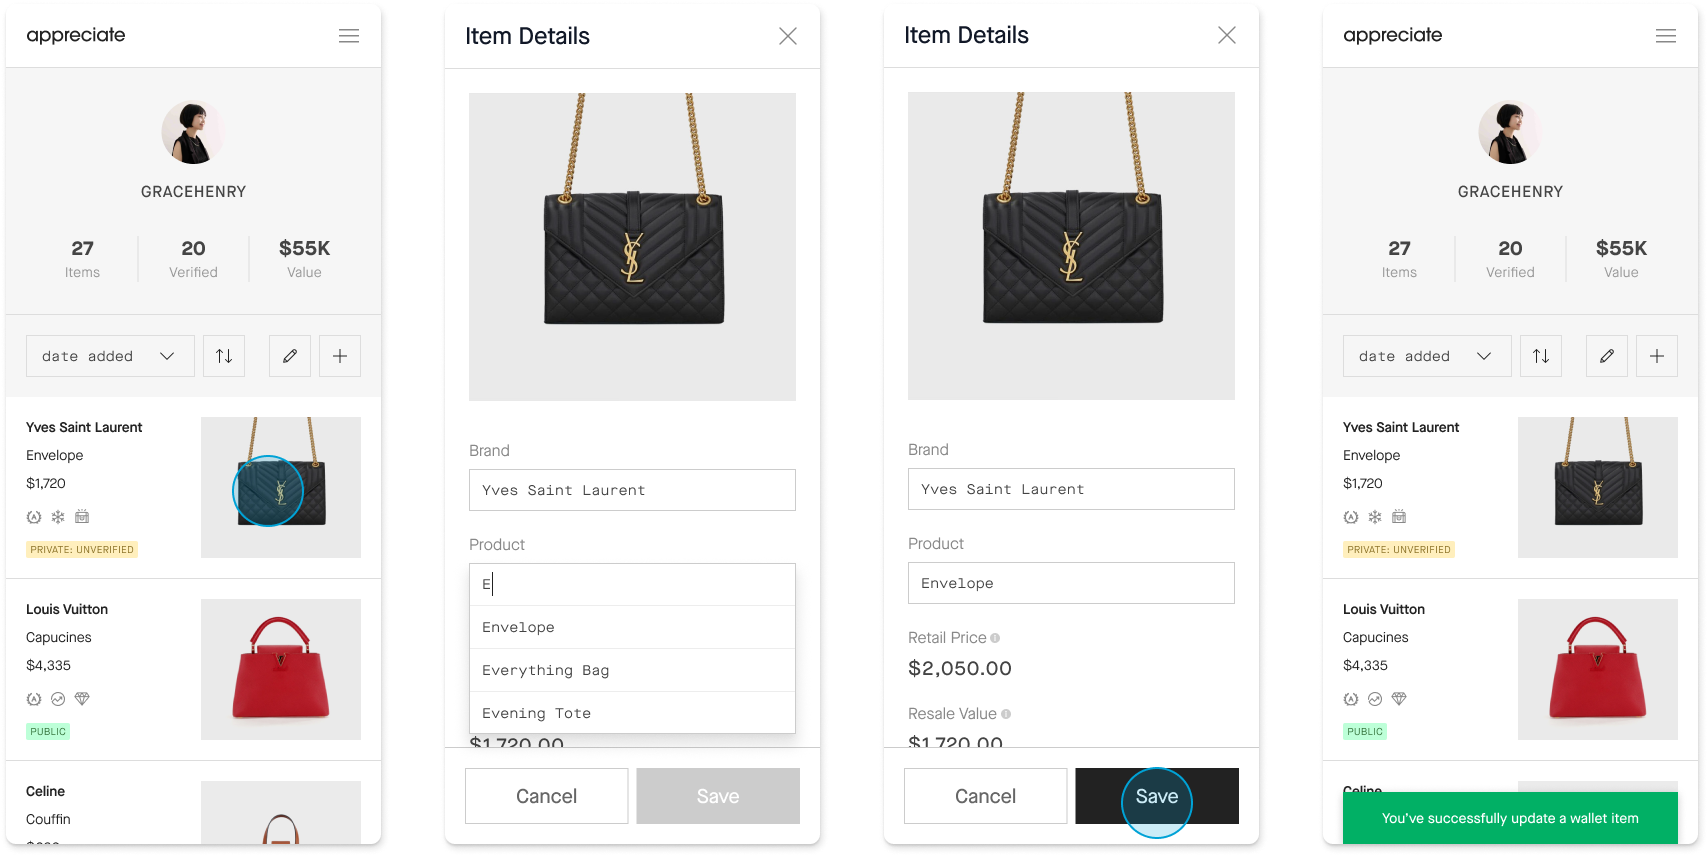 appreciate
GRACEHENRY
27 20 $55K
Items Verified Value
date added
Yves Saint Laurent
Envelope
$1,720
PRIVATE: UNVERIFIED
Louis Vuitton
Capucines
$4,335
PUBLIC
Celine
Couffin
Item Details
YSL
Brand
Yves Saint Laurent
Product
E
Envelope
Everything Bag
Evening Tote
$1,720.00
Cancel Save
Item Details
YSL
Brand
Yves Saint Laurent
Product
Envelope
Retail Price
$2,050.00
Resale Value
$1,720.00
Cancel Save
appreciate
GRACEHENRY
27 20 $55K
Items Verified Value
date added
Yves Saint Laurent
Envelope
$1,720
PRIVATE: UNVERIFIED
Louis Vuitton
Capucines
$4,335
PUBLIC
Celine
You've successfully update a wallet item